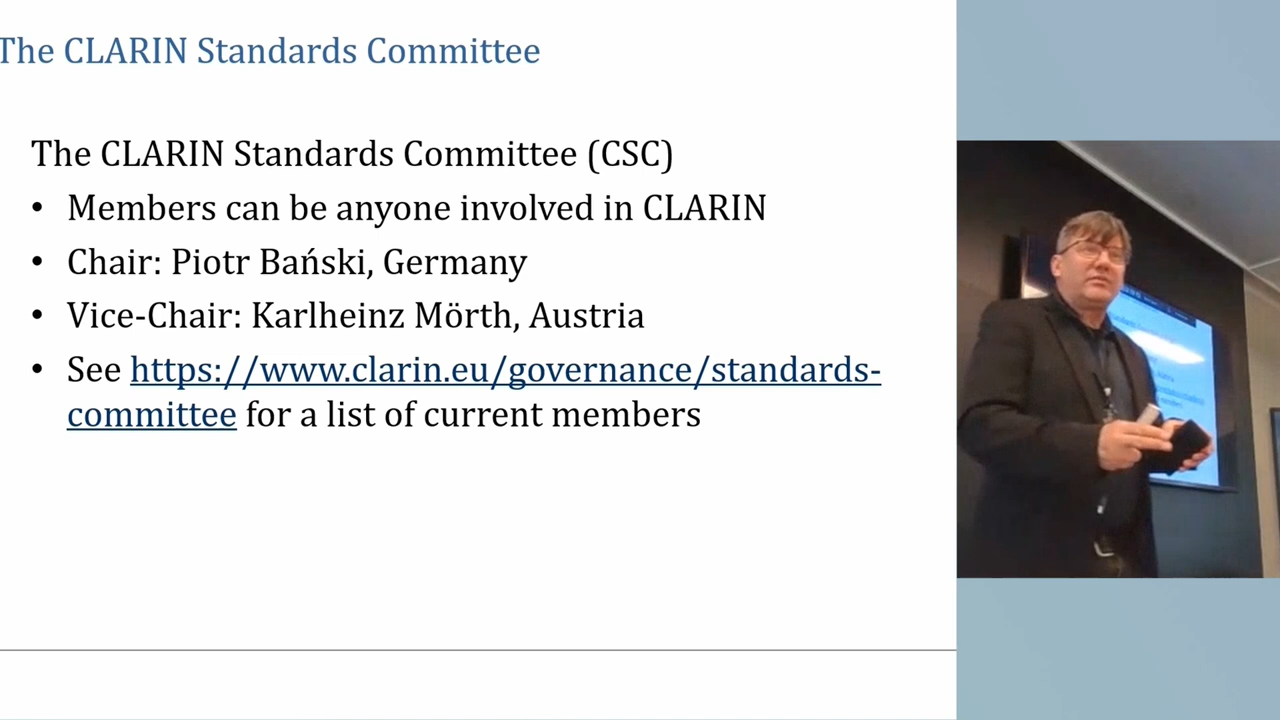 The CLARIN Standards Committee
The CLARIN Standards Committee (CSC)
• Members can be anyone involved in CLARIN
• Chair: Piotr Bański, Germany
• Vice-Chair: Karlheinz Mörth, Austria
• See https://www.clarin.eu/governance/standards-
committee for a list of current members